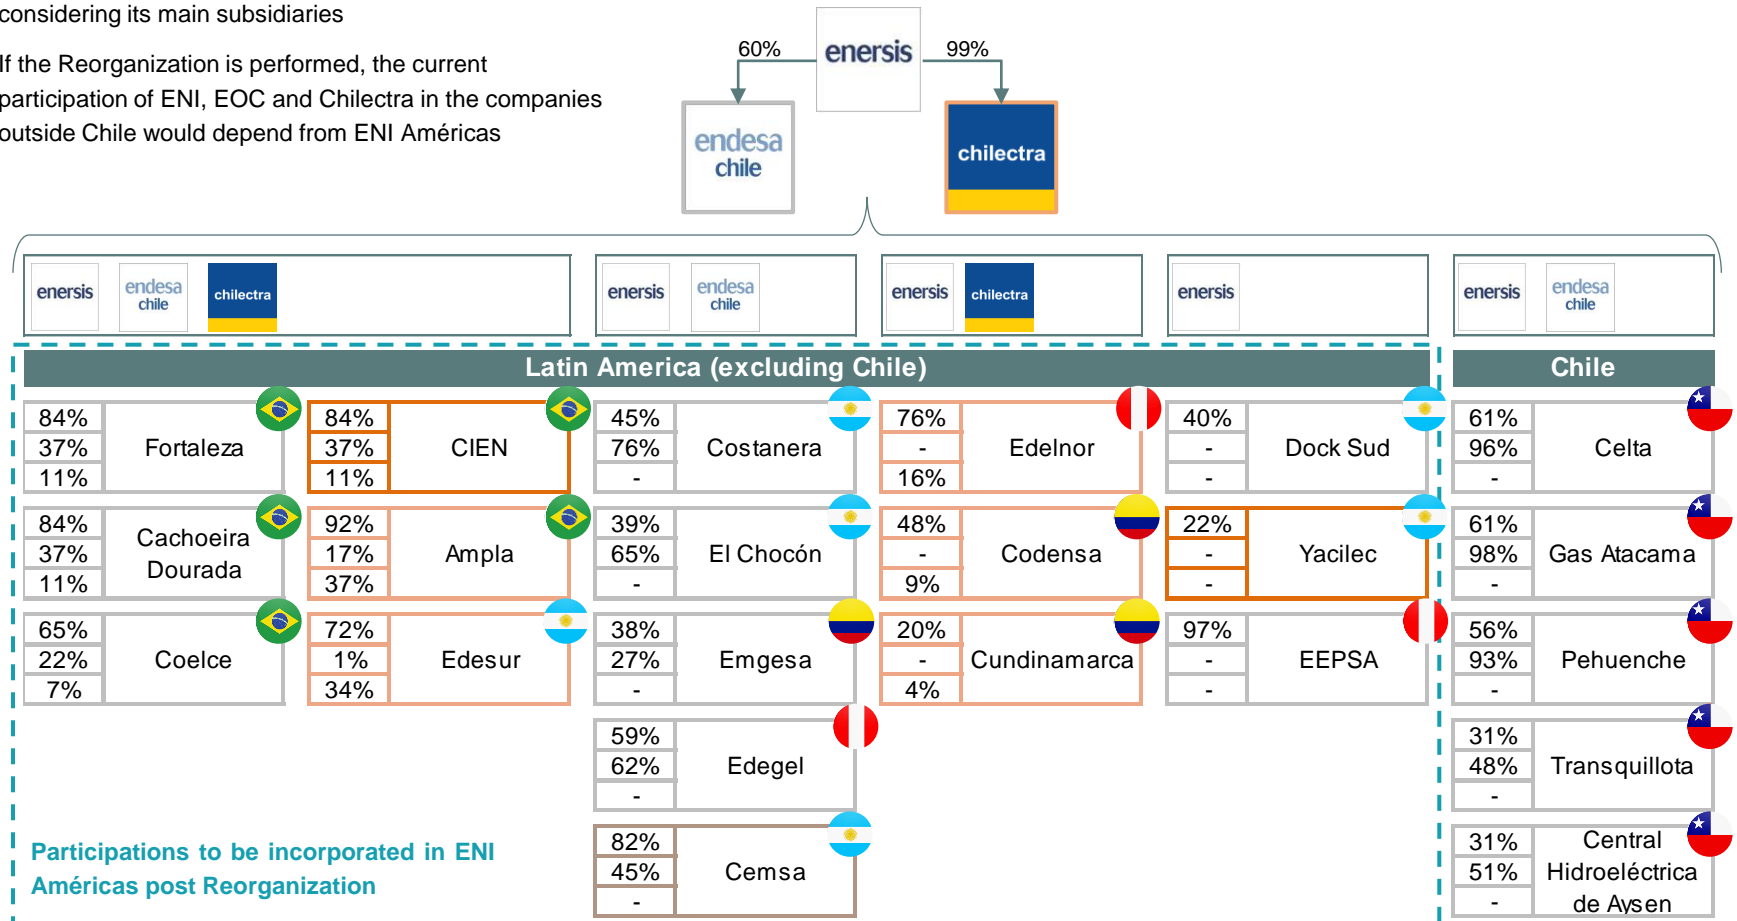 considering its main subsidiaries
If the Reorganization is performed, the current
participation of ENI, EOC and Chilectra in the companies
outside Chile would depend from ENI Américas
60%
enersis
99%
endesa
chile
chilectra
enersis
endesa
chile
chilectra
enersis
endesa
chile
enersis
chilectra
enersis
enersis
endesa
chile
Latin America (excluding Chile)
Chile
84%
37%
11%
Fortaleza
84%
37%
11%
CIEN
45%
76%
-
Costanera
76%
-
16%
Edelnor
40%
-
-
Dock Sud
61%
96%
-
Celta
84%
37%
11%
Cachoeira
Dourada
92%
17%
37%
Ampla
39%
65%
-
El Chocón
48%
-
9%
Codensa
22%
-
-
Yacilec
61%
98%
-
Gas Atacama
65%
22%
7%
Coelce
72%
1%
34%
Edesur
38%
27%
-
Emgesa
20%
-
4%
Cundinamarca
97%
-
-
EEPSA
56%
93%
-
Pehuenche
59%
62%
-
Edegel
31%
48%
-
Transquillota
Participations to be incorporated in ENI
Américas post Reorganization
82%
45%
-
Cemsa
31%
51%
-
Central
Hidroeléctrica
de Aysen